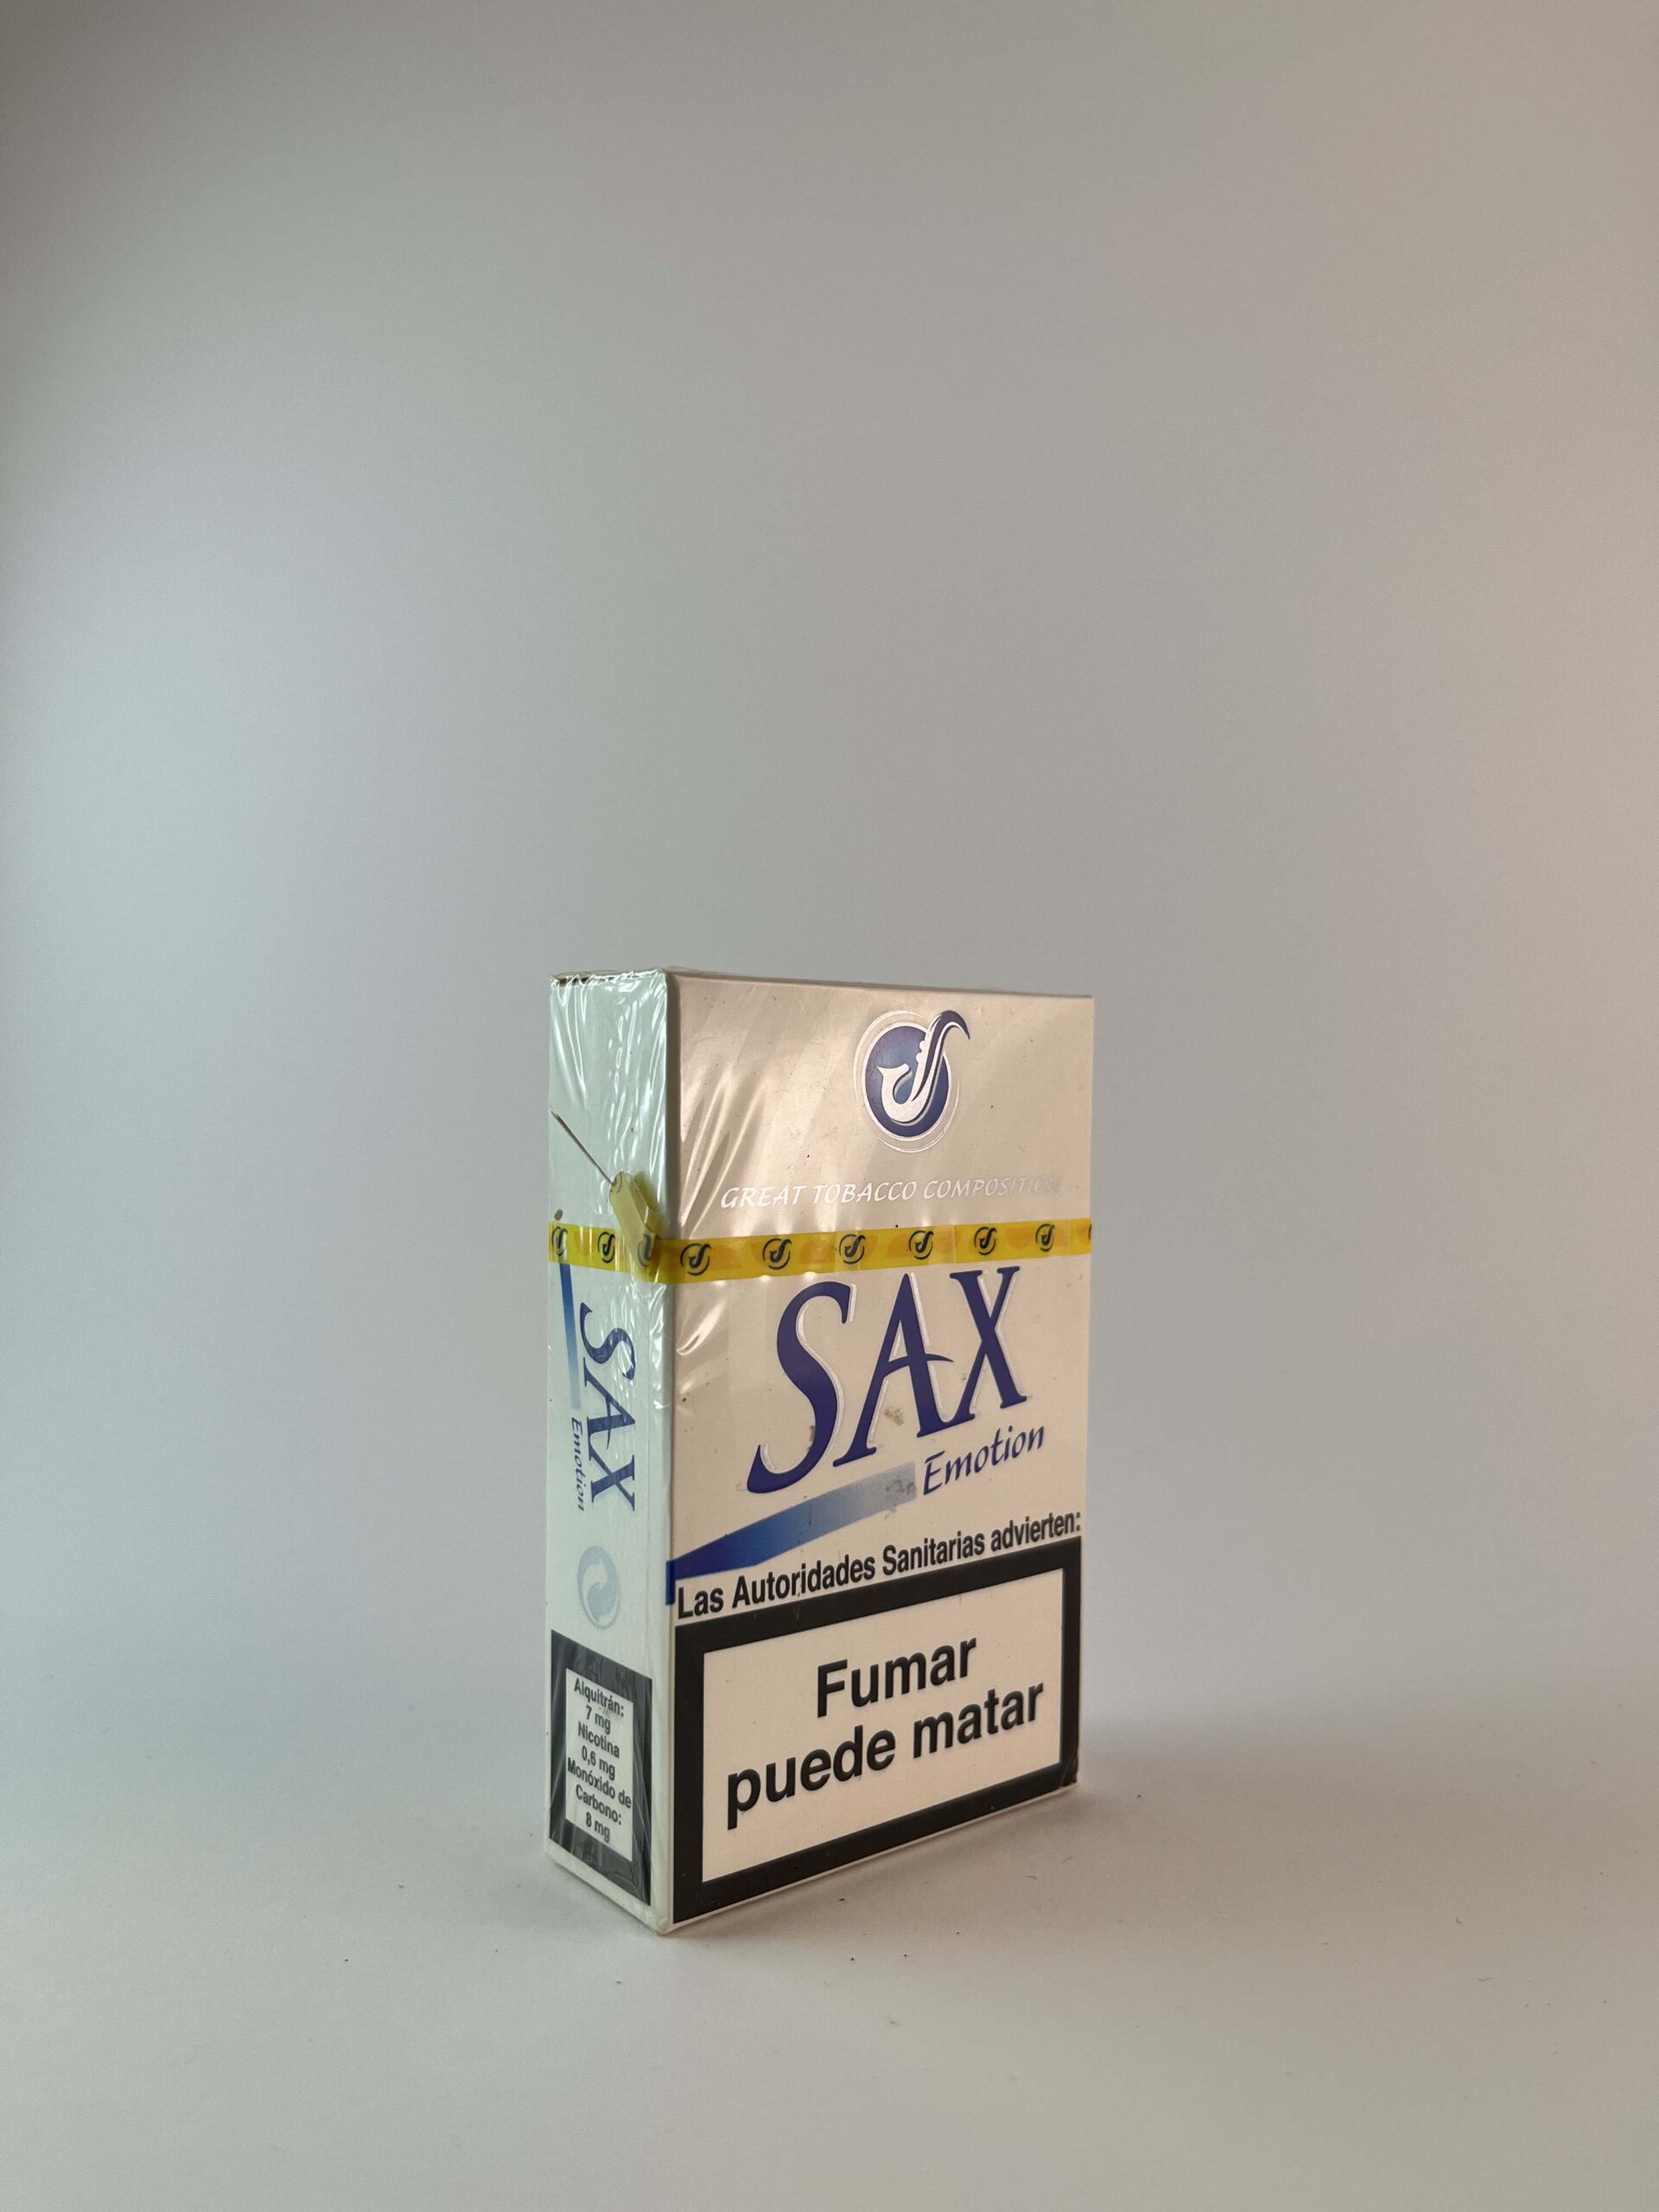 GREAT TOBACCO COMPOSITION
SAX
Emotion
Las Autoridades Sanitarias advierten:
Fumar
puede matar
SAX
Emotion
Alquitrán:
7 mg
Nicotina
0,6 mg
Monóxido de
Carbono:
8 mg